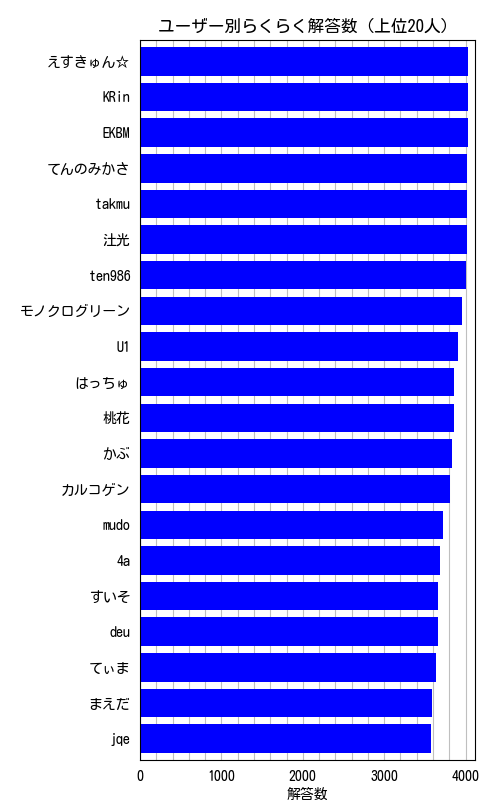 ユーザー別らくらく解答数（上位20人）
えすきゅん☆
KRin
EKBM
てんのみかさ
takmu
辻光
ten986
モノクログリーン
U1
はっちゅ
桃花
かぶ
カルコゲン
mudo
4a
すいそ
deu
てぃま
まえだ
jqe
0 1000 2000 3000 4000
解答数